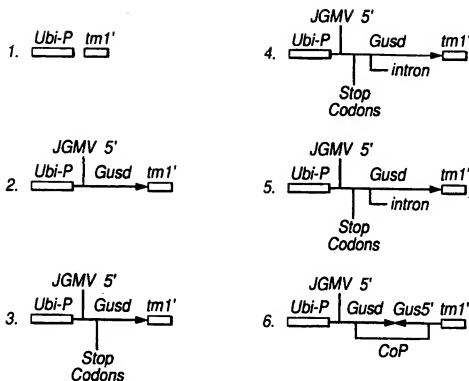 1. Ubi-P tm1'
2. JGMV 5'
Ubi-P Gusd tm1'
3. JGMV 5'
Ubi-P Gusd tm1'
Stop
Codons
4. JGMV 5'
Ubi-P Gusd tm1'
intron
Stop
Codons
5. JGMV 5'
Ubi-P Gusd tm1'
intron
Stop
Codons
6. JGMV 5'
Ubi-P Gusd Gus5' tm1'
CoP